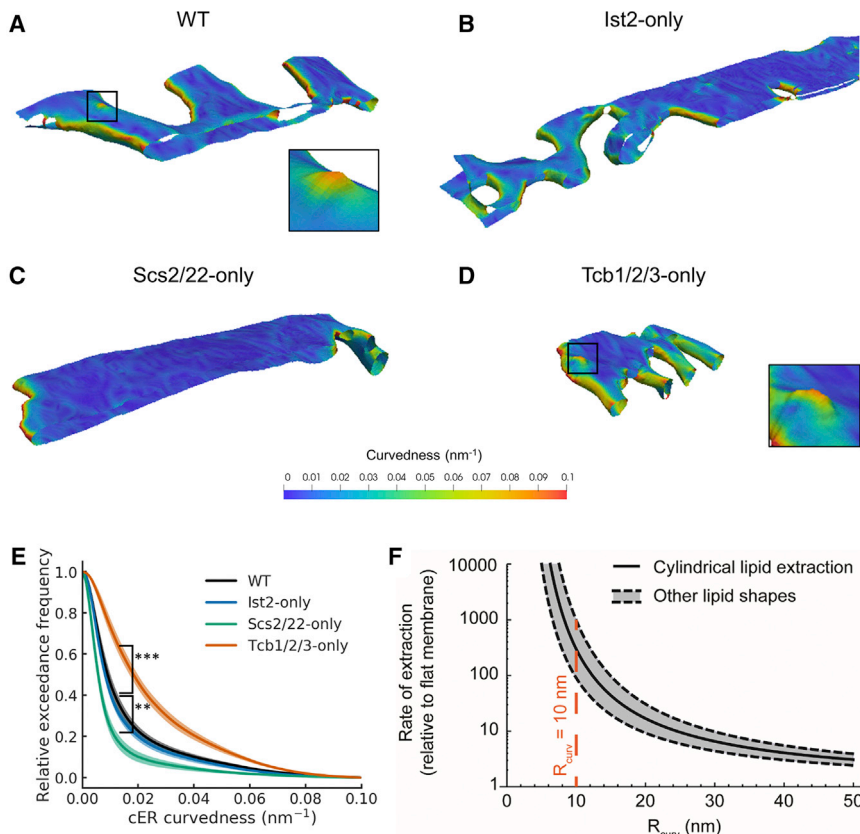 A
WT
B
Ist2-only
C
Scs2/22-only
D
Tcb1/2/3-only
Curvedness (nm⁻¹)
0 0.01 0.02 0.03 0.04 0.05 0.06 0.07 0.08 0.09 0.1
E
Relative exceedance frequency
1.0
0.8
0.6
0.4
0.2
0.0
WT
Ist2-only
Scs2/22-only
Tcb1/2/3-only
***
**
0.00 0.02 0.04 0.06 0.08 0.10
cER curvedness (nm⁻¹)
F
Rate of extraction
(relative to flat membrane)
10000
1000
100
10
1
Cylindrical lipid extraction
Other lipid shapes
R curv = 10 nm
0 10 20 30 40 50
R curv (nm)